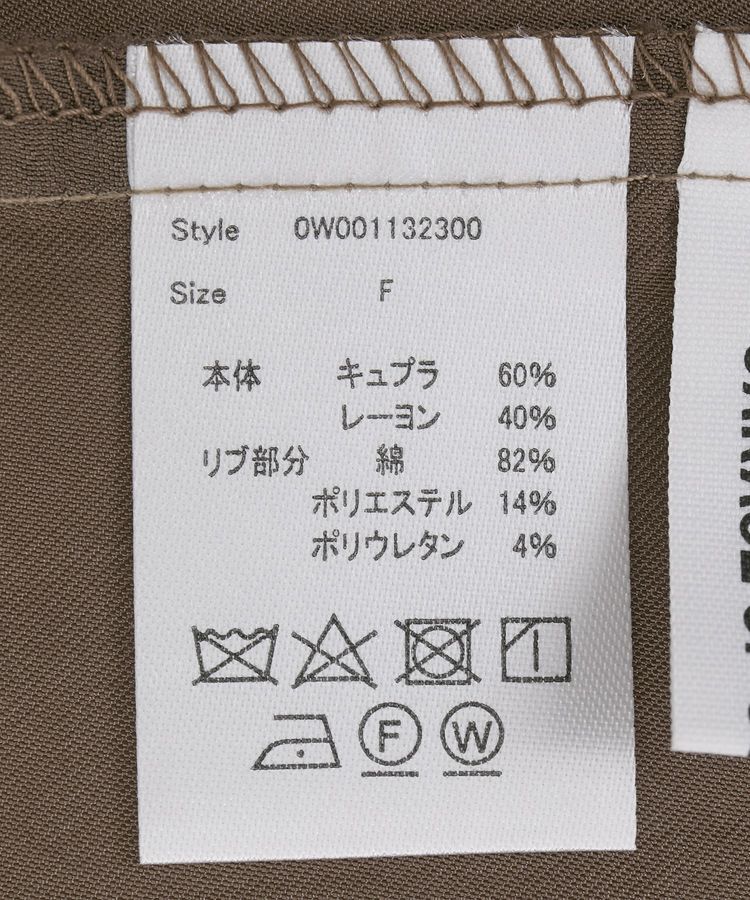 Style 0W001132300
Size F
本体 キュプラ 60%
レーヨン 40%
リブ部分 綿 82%
ポリエステル 14%
ポリウレタン 4%
F W